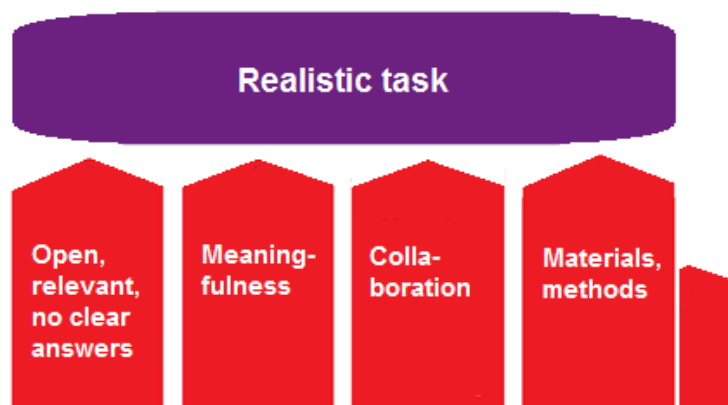 Realistic task
Open,
relevant,
no clear
answers
Meaning-
fulness
Colla-
boration
Materials,
methods